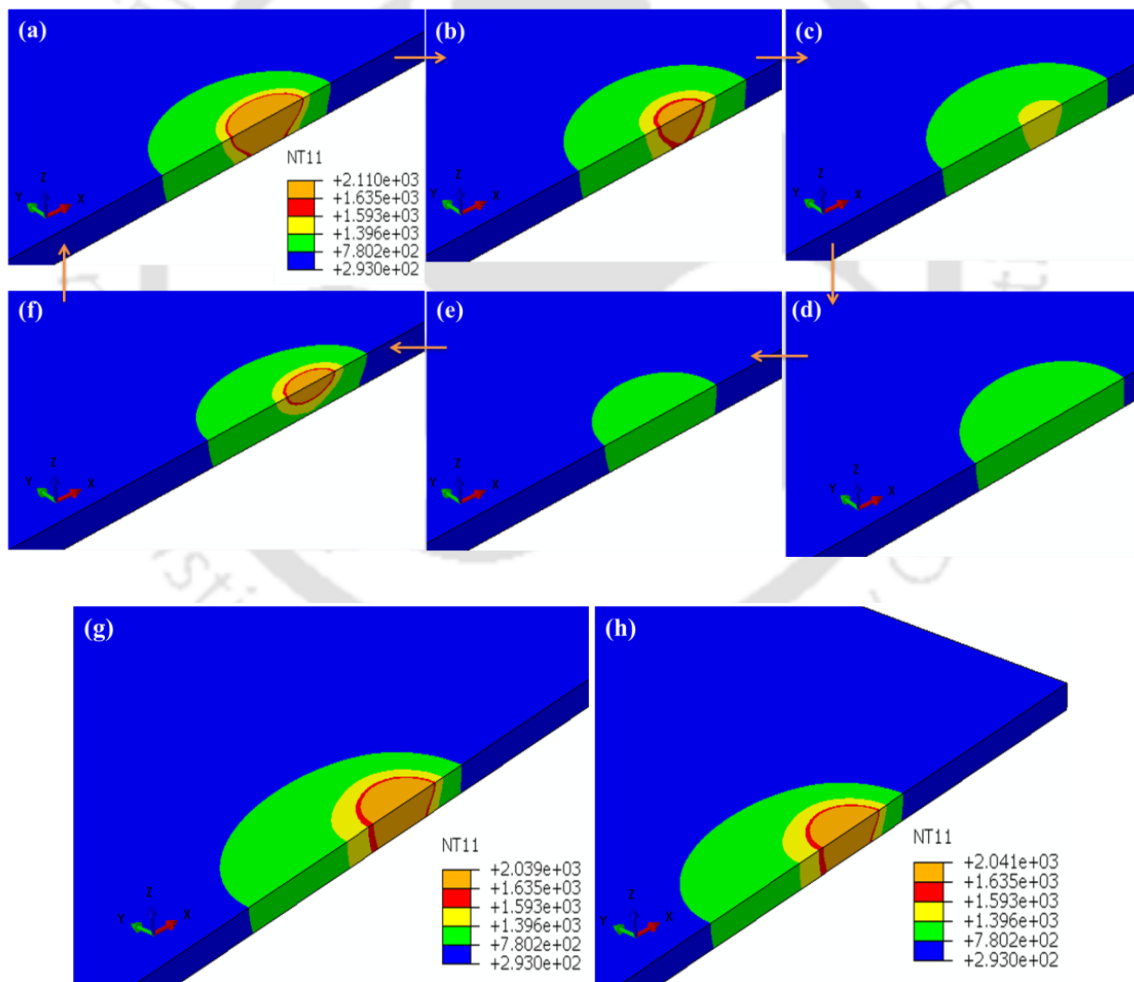 (a)
(b)
(c)
NT11
+2.110e+03
+1.635e+03
+1.593e+03
+1.396e+03
+7.802e+02
+2.930e+02
Z
Y
X
Z
Y
X
Z
Y
X
(f)
(e)
(d)
Z
Y
X
Z
Y
X
Z
Y
X
(g)
(h)
NT11
+2.039e+03
+1.635e+03
+1.593e+03
+1.396e+03
+7.802e+02
+2.930e+02
Z
Y
X
NT11
+2.041e+03
+1.635e+03
+1.593e+03
+1.396e+03
+7.802e+02
+2.930e+02
Z
Y
X